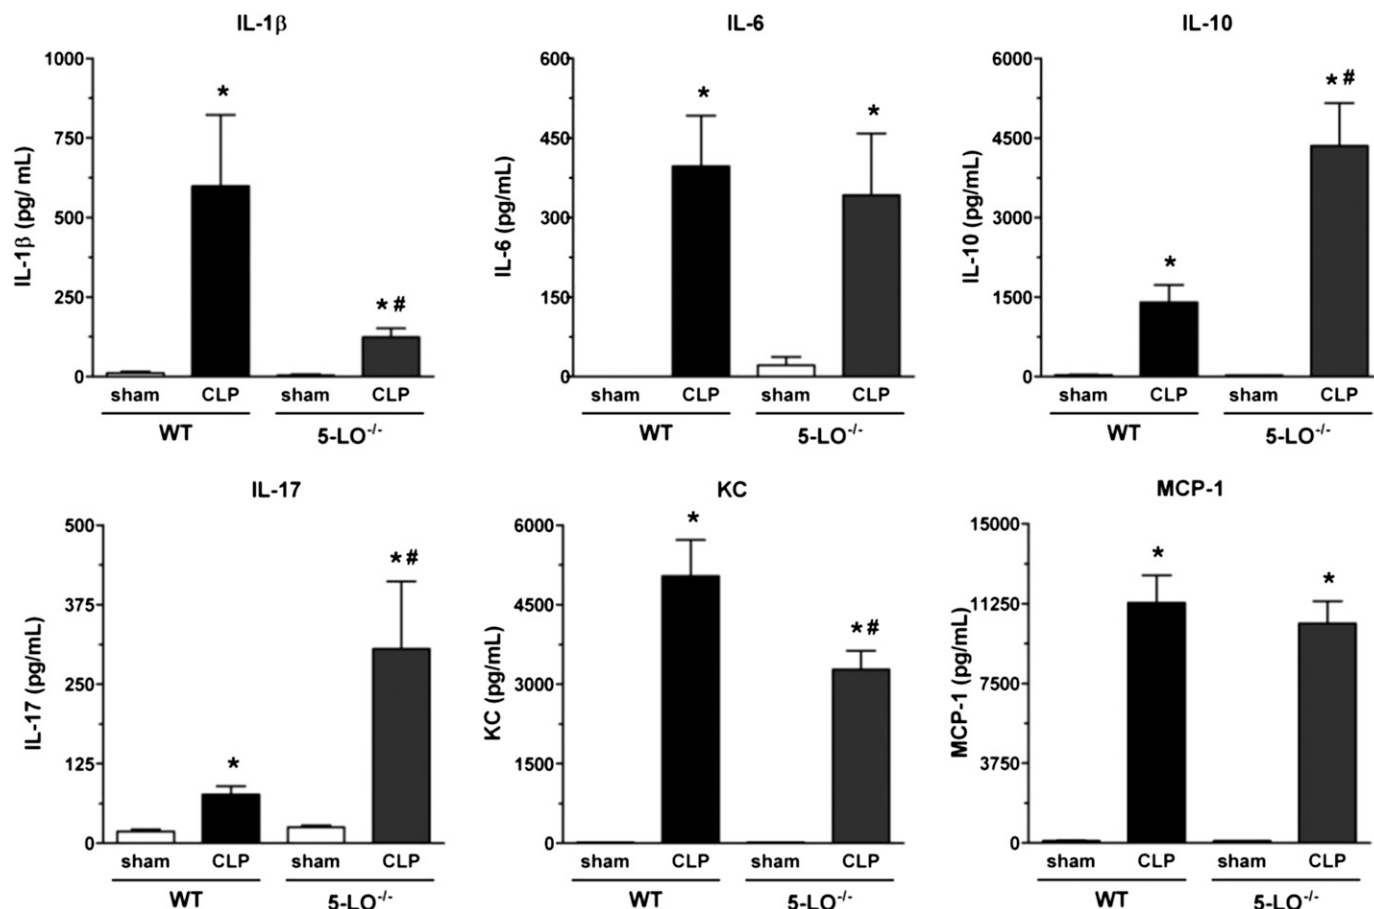 IL-1β
1000
750
500
250
0
IL-1β (pg/ mL)
*
* #
sham CLP sham CLP
WT 5-LO-/-
IL-6
600
450
300
150
0
IL-6 (pg/mL)
*
*
sham CLP sham CLP
WT 5-LO-/-
IL-10
6000
4500
3000
1500
0
IL-10 (pg/mL)
*
* #
sham CLP sham CLP
WT 5-LO-/-
IL-17
500
375
250
125
0
IL-17 (pg/mL)
*
* #
sham CLP sham CLP
WT 5-LO-/-
KC
6000
4500
3000
1500
0
KC (pg/mL)
*
* #
sham CLP sham CLP
WT 5-LO-/-
MCP-1
15000
11250
7500
3750
0
MCP-1 (pg/mL)
*
*
sham CLP sham CLP
WT 5-LO-/-